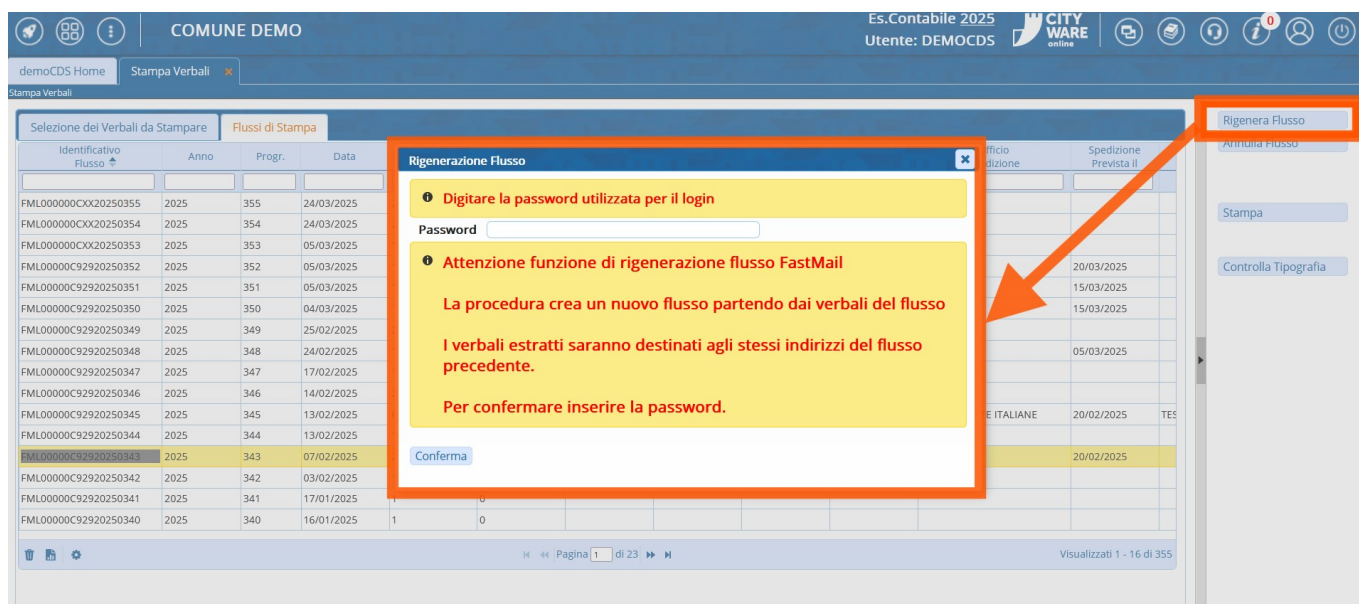 COMUNE DEMO
Es.Contabile 2025
Utente: DEMOCDS
CITY
WARE
online
0
demoCDS Home
Stampa Verbali ×
Stampa Verbali
Selezione dei Verbali da Stampare
Flussi di Stampa
Identificativo
Flusso
Anno
Progr.
Data
fficio
dizione
Spedizione
Prevista il
FML000000CXX20250355 2025 355 24/03/2025
FML000000CXX20250354 2025 354 24/03/2025
FML000000CXX20250353 2025 353 05/03/2025
FML00000C92920250352 2025 352 05/03/2025 20/03/2025
FML00000C92920250351 2025 351 05/03/2025 15/03/2025
FML00000C92920250350 2025 350 04/03/2025 15/03/2025
FML00000C92920250349 2025 349 25/02/2025
FML00000C92920250348 2025 348 24/02/2025 05/03/2025
FML00000C92920250347 2025 347 17/02/2025
FML00000C92920250346 2025 346 14/02/2025
FML00000C92920250345 2025 345 13/02/2025 E ITALIANE 20/02/2025 TES
FML00000C92920250344 2025 344 13/02/2025
FML00000C92920250343 2025 343 07/02/2025 20/02/2025
FML00000C92920250342 2025 342 03/02/2025
FML00000C92920250341 2025 341 17/01/2025 1 0
FML00000C92920250340 2025 340 16/01/2025 1 0
Pagina 1 di 23
Visualizzati 1 - 16 di 355
Rigenerazione Flusso
Digitare la password utilizzata per il login
Password
Attenzione funzione di rigenerazione flusso FastMail
La procedura crea un nuovo flusso partendo dai verbali del flusso
I verbali estratti saranno destinati agli stessi indirizzi del flusso
precedente.
Per confermare inserire la password.
Conferma
Rigenera Flusso
Annulla Flusso
Stampa
Controlla Tipografia